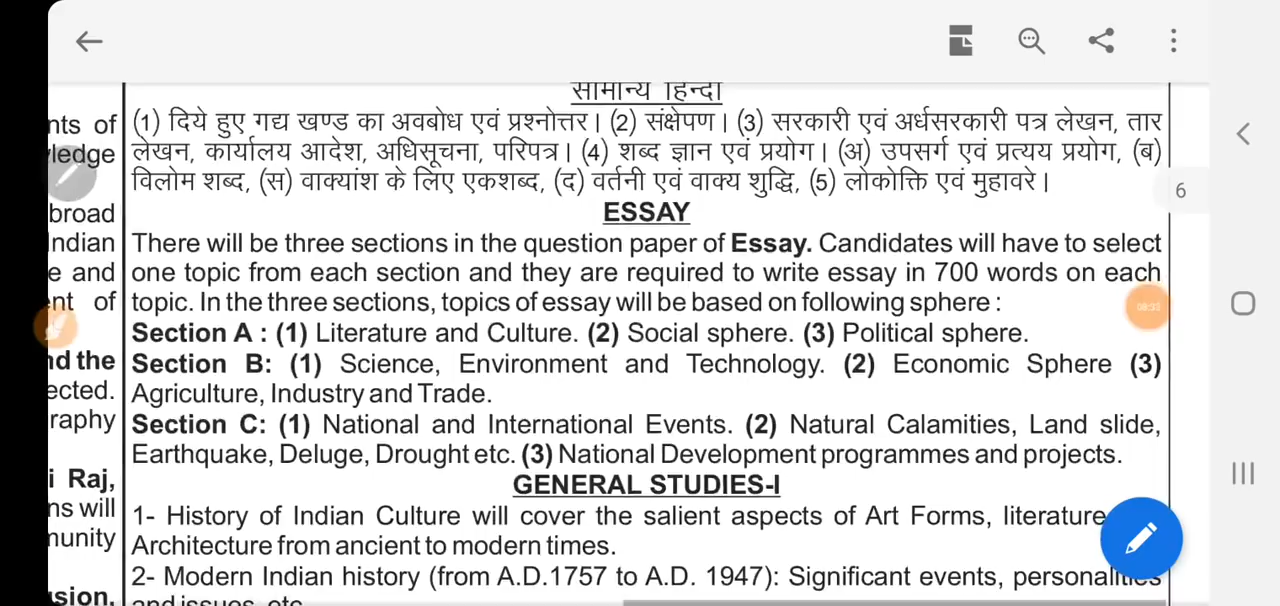 6
nts of
ledge
broad
Indian
e and
nt of
nd the
ected.
raphy
i Raj,
ns will
munity
sion,
सामान्य हिन्दी
(1) दिये हुए गद्य खण्ड का अवबोध एवं प्रश्नोत्तर। (2) संक्षेपण। (3) सरकारी एवं अर्धसरकारी पत्र लेखन, तार
लेखन, कार्यालय आदेश, अधिसूचना, परिपत्र। (4) शब्द ज्ञान एवं प्रयोग। (अ) उपसर्ग एवं प्रत्यय प्रयोग, (ब)
विलोम शब्द, (स) वाक्यांश के लिए एकशब्द, (द) वर्तनी एवं वाक्य शुद्धि, (5) लोकोक्ति एवं मुहावरे।
ESSAY
There will be three sections in the question paper of Essay. Candidates will have to select
one topic from each section and they are required to write essay in 700 words on each
topic. In the three sections, topics of essay will be based on following sphere :
Section A : (1) Literature and Culture. (2) Social sphere. (3) Political sphere.
Section B: (1) Science, Environment and Technology. (2) Economic Sphere (3)
Agriculture, Industry and Trade.
Section C: (1) National and International Events. (2) Natural Calamities, Land slide,
Earthquake, Deluge, Drought etc. (3) National Development programmes and projects.
GENERAL STUDIES-I
1- History of Indian Culture will cover the salient aspects of Art Forms, literature
Architecture from ancient to modern times.
2- Modern Indian history (from A.D.1757 to A.D. 1947): Significant events, personalities
and issues, etc.